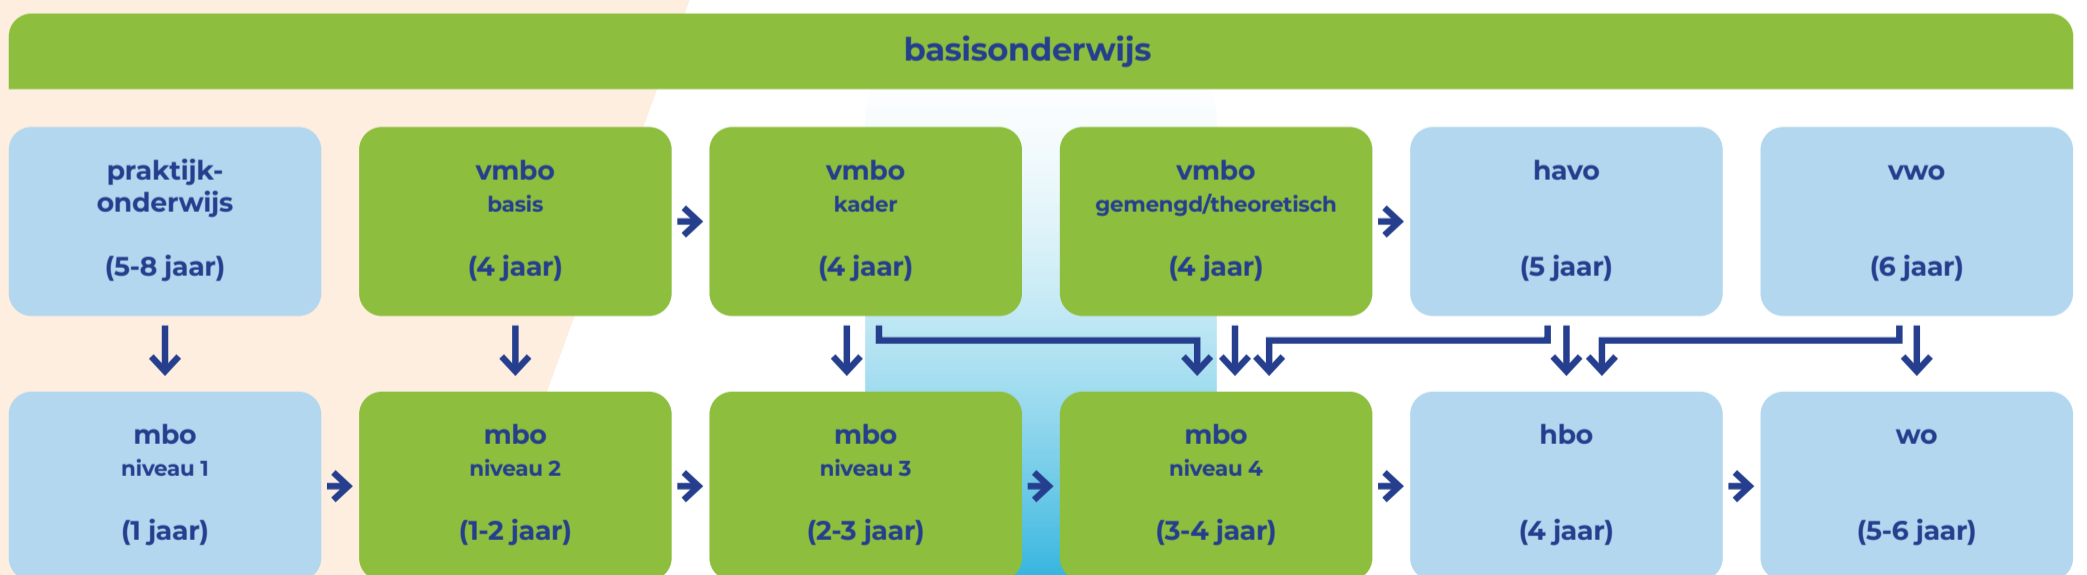 basisonderwijs
praktijk-
onderwijs
(5-8 jaar)
vmbo
basis
(4 jaar)
vmbo
kader
(4 jaar)
vmbo
gemengd/theoretisch
(4 jaar)
havo
(5 jaar)
vwo
(6 jaar)
mbo
niveau 1
(1 jaar)
mbo
niveau 2
(1-2 jaar)
mbo
niveau 3
(2-3 jaar)
mbo
niveau 4
(3-4 jaar)
hbo
(4 jaar)
wo
(5-6 jaar)